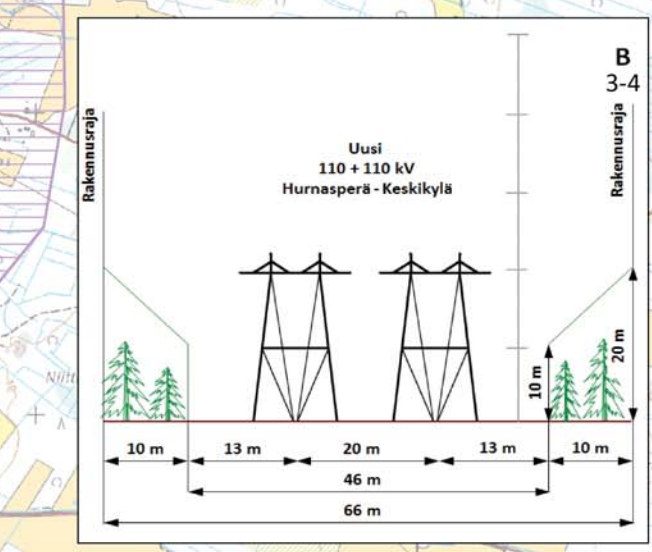 B
3-4
Rakennusraja
Rakennusraja
Uusi
110 + 110 kV
Hurnasperä - Keskikylä
10 m
20 m
10 m
13 m
20 m
13 m
10 m
46 m
66 m
Niitt